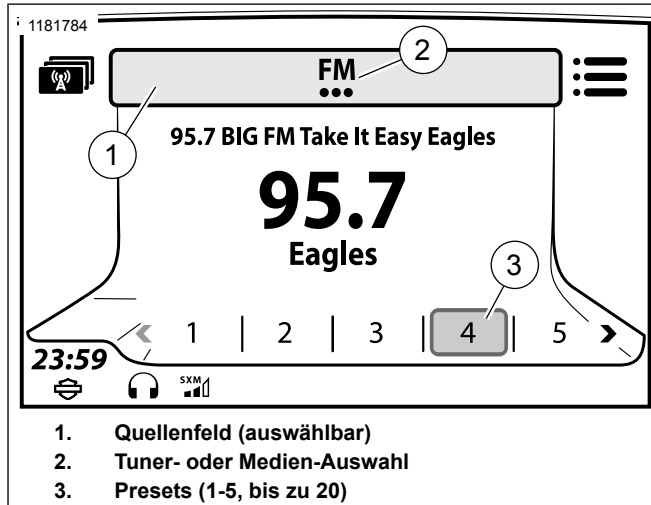 1181784
FM
2
1
95.7 BIG FM Take It Easy Eagles
95.7
Eagles
3
1 2 3 4 5
23:59
SXM
1. Quellenfeld (auswählbar)
2. Tuner- oder Medien-Auswahl
3. Presets (1-5, bis zu 20)